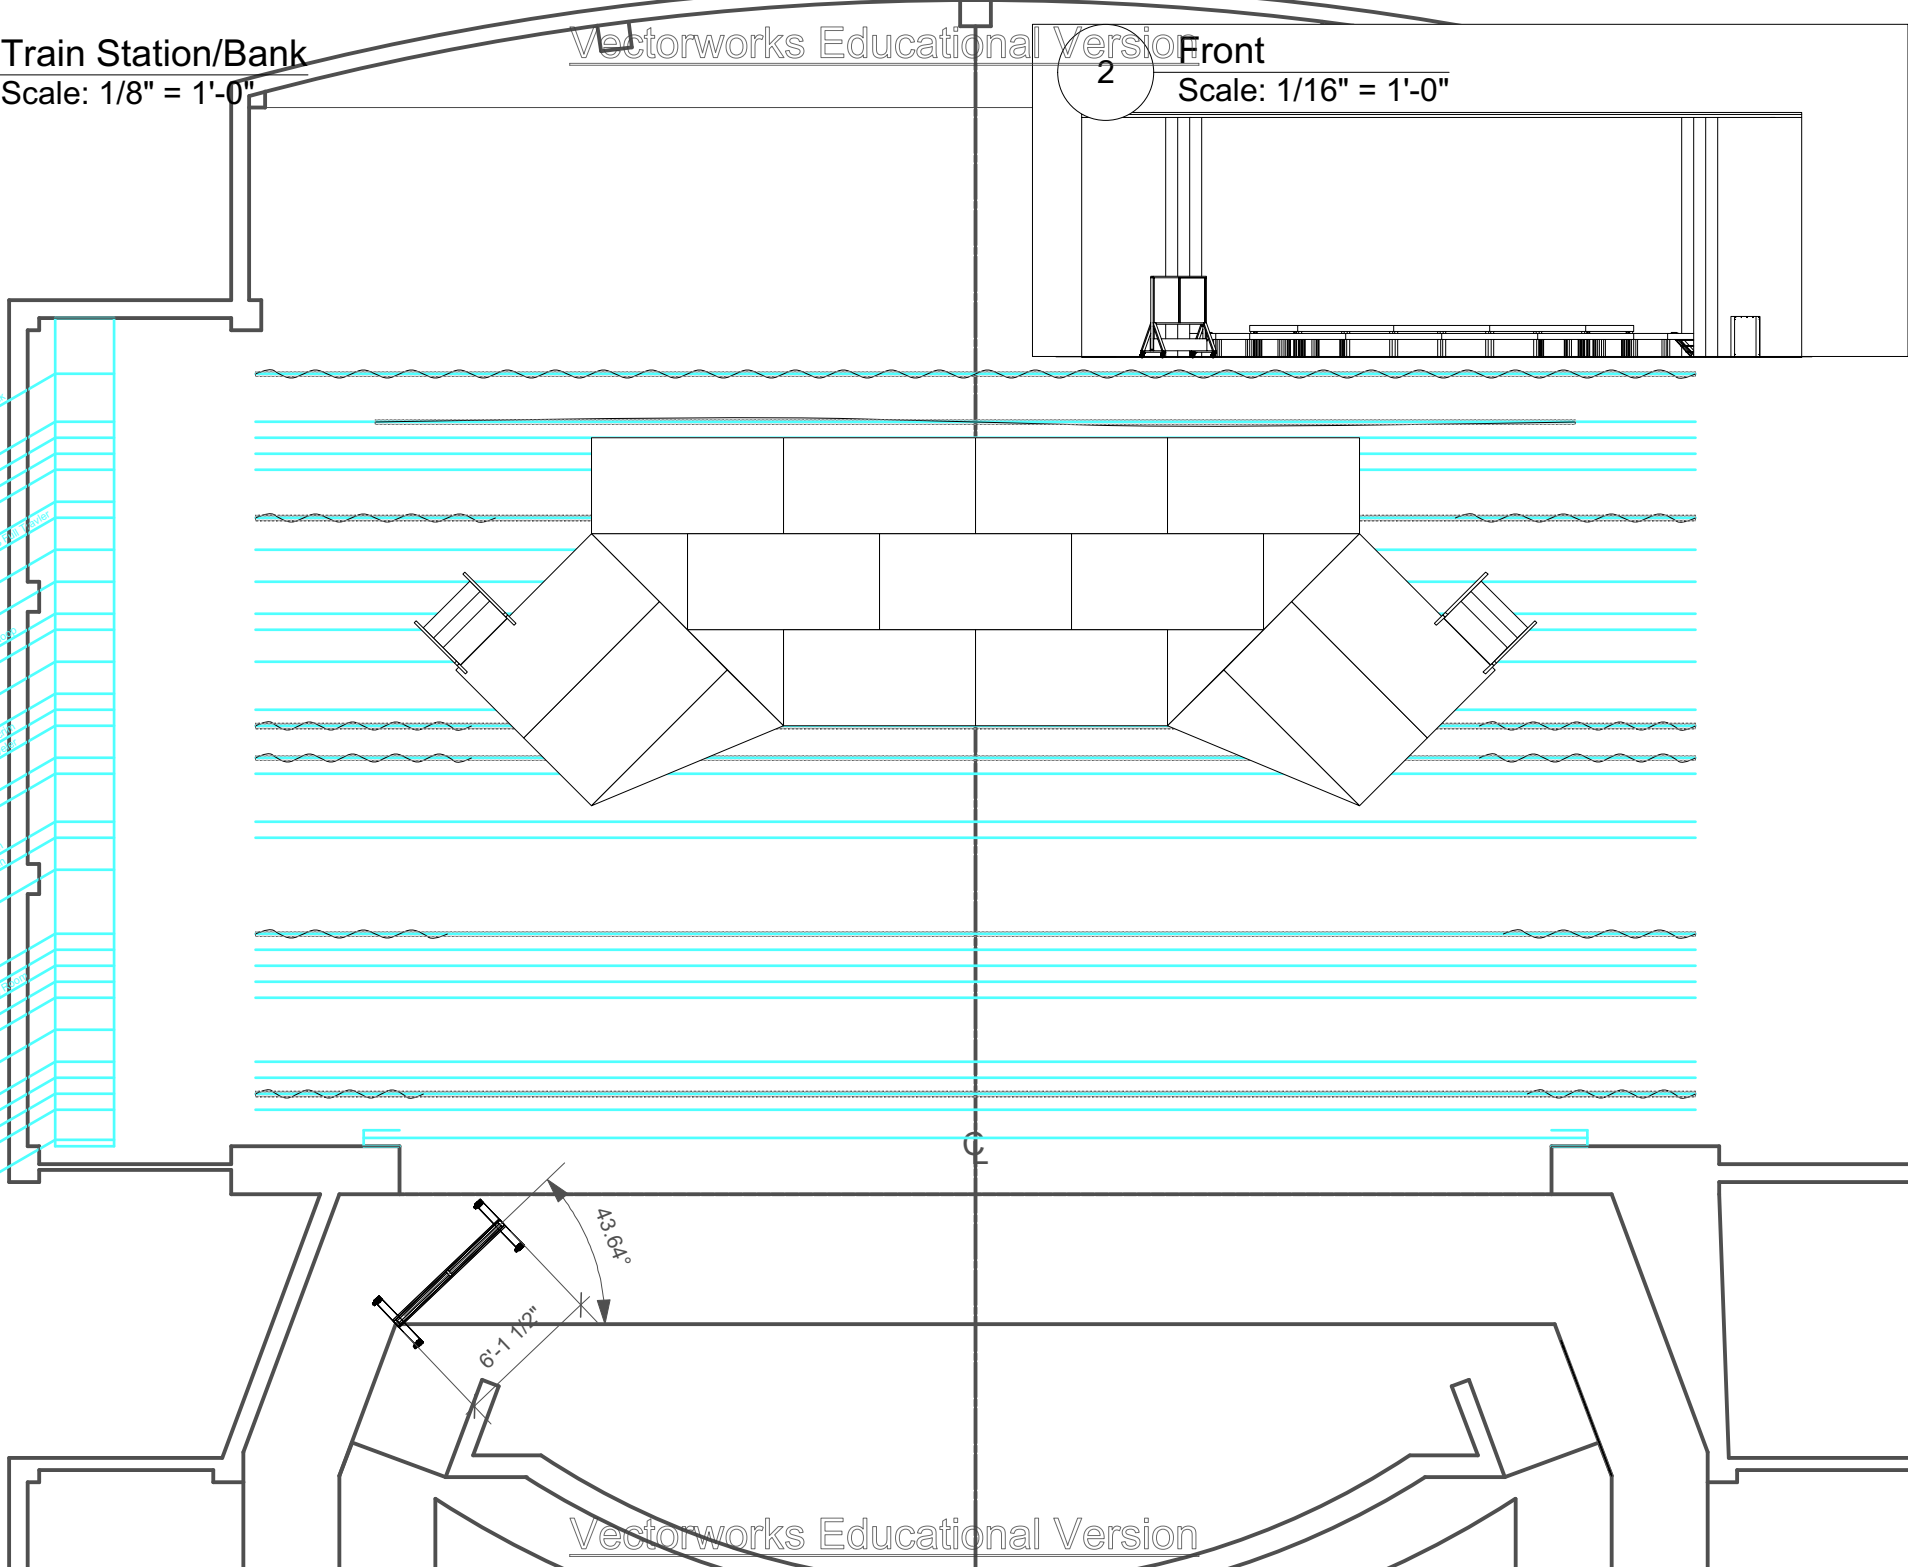 Vectorworks Educational Version
Train Station/Bank
Scale: 1/8" = 1'-0"
2
Front
Scale: 1/16" = 1'-0"
CL
43.64°
6'-1 1/2"
Vectorworks Educational Version